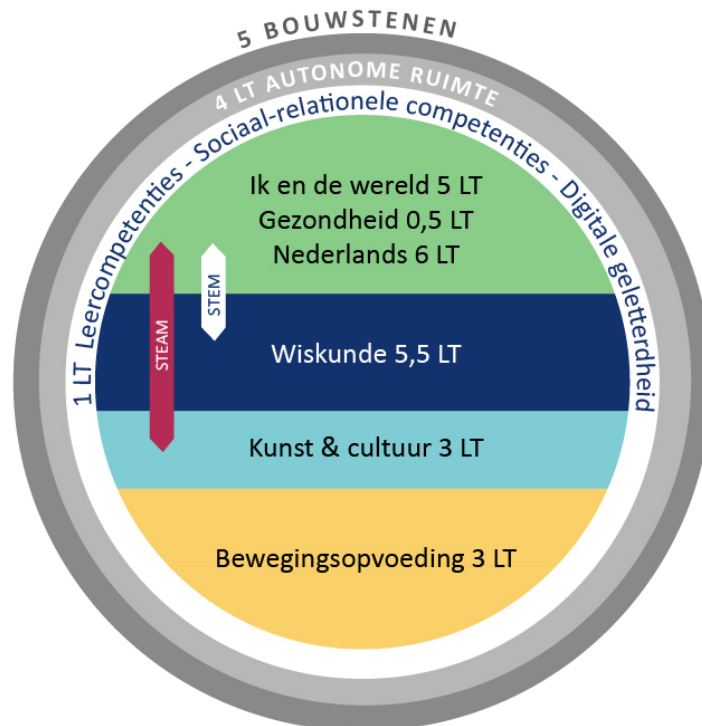 5 BOUWSTENEN
4 LT AUTONOME RUIMTE
1 LT Leercompetenties - Sociaal-relationele competenties - Digitale geletterdheid
Ik en de wereld 5 LT
Gezondheid 0,5 LT
Nederlands 6 LT
STEAM
STEM
Wiskunde 5,5 LT
Kunst & cultuur 3 LT
Bewegingsopvoeding 3 LT